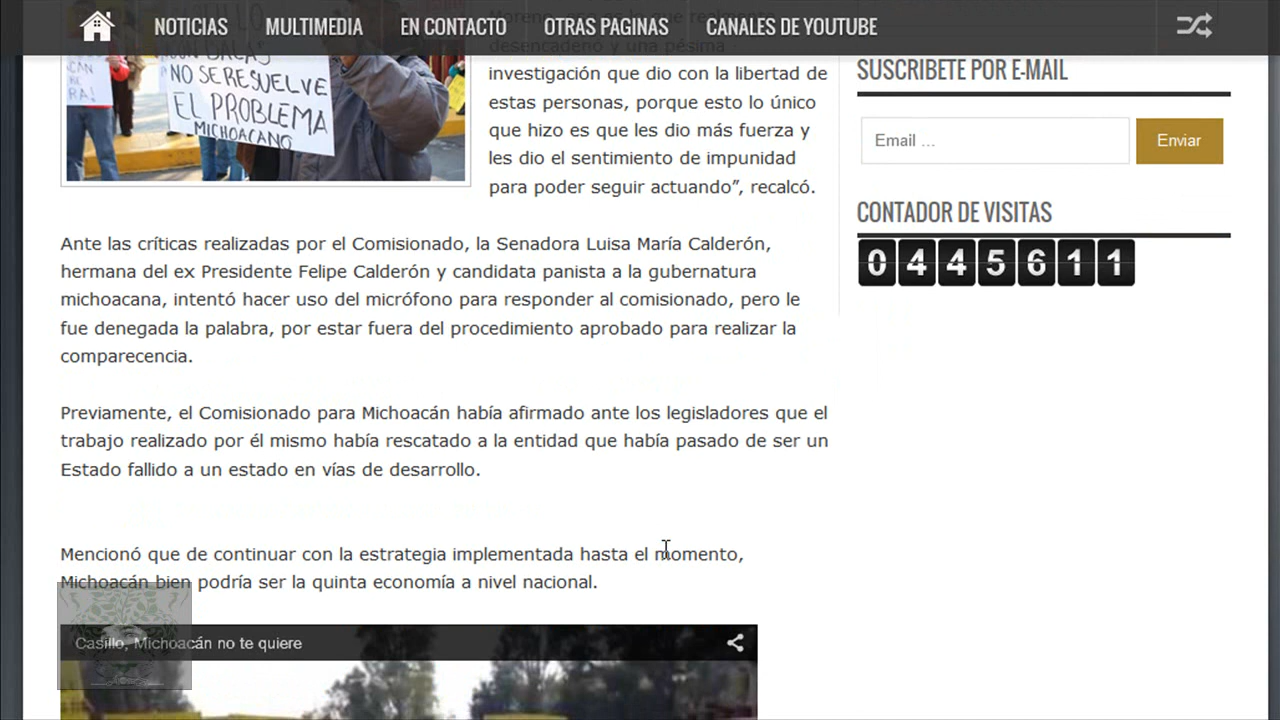 NOTICIAS MULTIMEDIA EN CONTACTO OTRAS PAGINAS CANALES DE YOUTUBE
NO SE RESUELVE
EL PROBLEMA
MICHOACANO
desencadenó y una pésima
investigación que dio con la libertad de
estas personas, porque esto lo único
que hizo es que les dio más fuerza y
les dio el sentimiento de impunidad
para poder seguir actuando”, recalcó.
Ante las críticas realizadas por el Comisionado, la Senadora Luisa María Calderón,
hermana del ex Presidente Felipe Calderón y candidata panista a la gubernatura
michoacana, intentó hacer uso del micrófono para responder al comisionado, pero le
fue denegada la palabra, por estar fuera del procedimiento aprobado para realizar la
comparecencia.
Previamente, el Comisionado para Michoacán había afirmado ante los legisladores que el
trabajo realizado por él mismo había rescatado a la entidad que había pasado de ser un
Estado fallido a un estado en vías de desarrollo.
Mencionó que de continuar con la estrategia implementada hasta el momento,
Michoacán bien podría ser la quinta economía a nivel nacional.
Casillo, Michoacán no te quiere
SUSCRIBETE POR E-MAIL
Email ...
Enviar
CONTADOR DE VISITAS
0445611